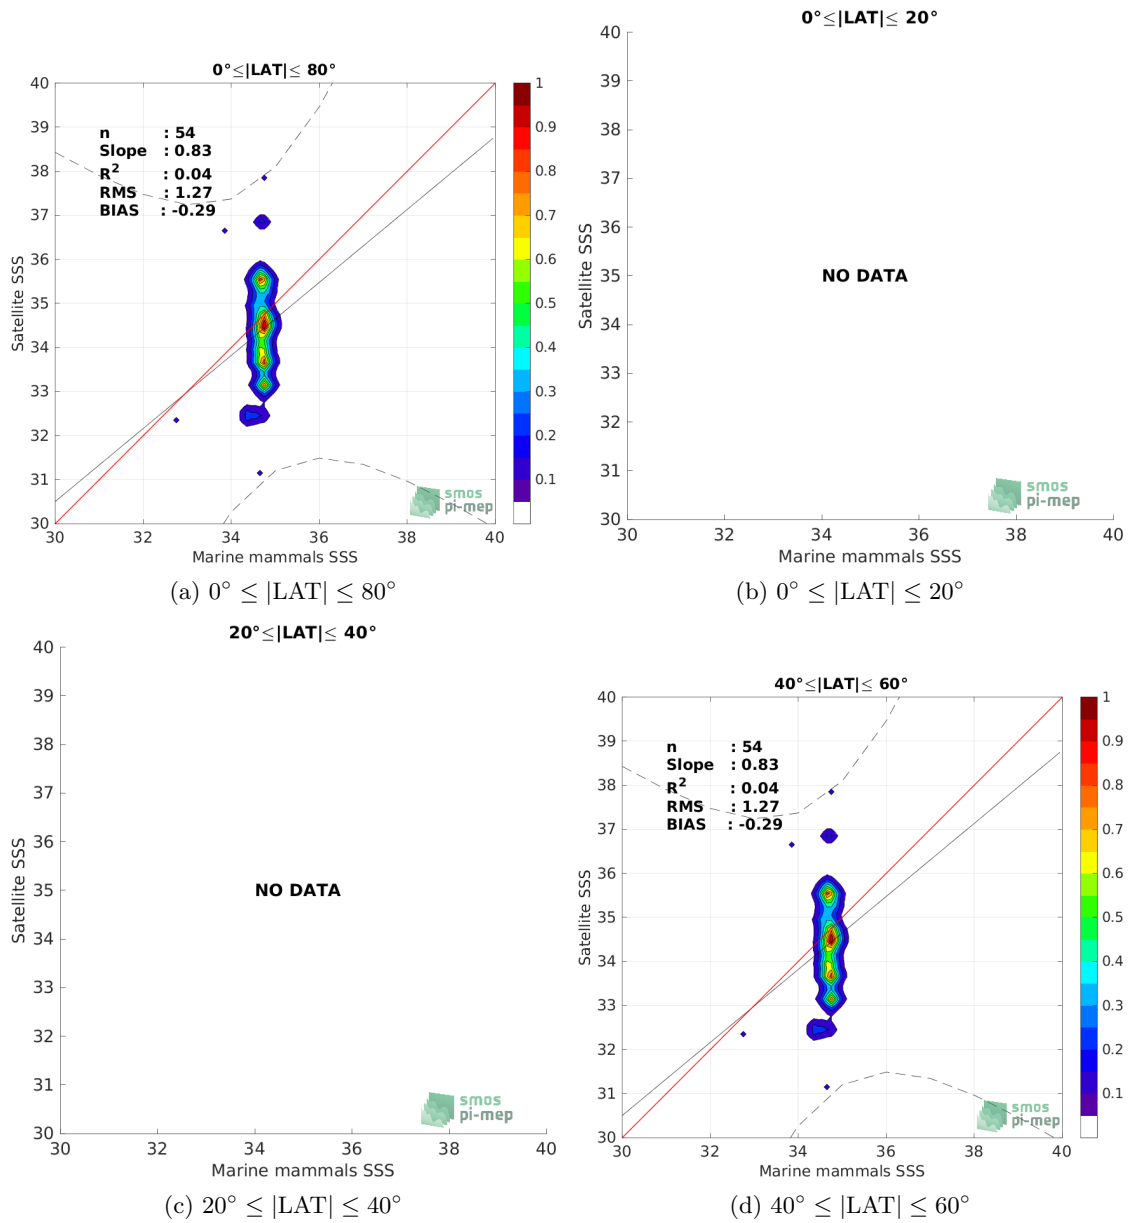 0°≤|LAT|≤ 80°
40
39
38
37
36
35
34
33
32
31
30
Satellite SSS
n : 54
Slope : 0.83
R² : 0.04
RMS : 1.27
BIAS : -0.29
smos
pi-mep
30 32 34 36 38 40
Marine mammals SSS
1
0.9
0.8
0.7
0.6
0.5
0.4
0.3
0.2
0.1
(a) 0° ≤ |LAT| ≤ 80°
0°≤|LAT|≤ 20°
40
39
38
37
36
35
34
33
32
31
30
Satellite SSS
NO DATA
smos
pi-mep
30 32 34 36 38 40
Marine mammals SSS
(b) 0° ≤ |LAT| ≤ 20°
20°≤|LAT|≤ 40°
40
39
38
37
36
35
34
33
32
31
30
Satellite SSS
NO DATA
smos
pi-mep
30 32 34 36 38 40
Marine mammals SSS
(c) 20° ≤ |LAT| ≤ 40°
40°≤|LAT|≤ 60°
40
39
38
37
36
35
34
33
32
31
30
Satellite SSS
n : 54
Slope : 0.83
R² : 0.04
RMS : 1.27
BIAS : -0.29
smos
pi-mep
30 32 34 36 38 40
Marine mammals SSS
1
0.9
0.8
0.7
0.6
0.5
0.4
0.3
0.2
0.1
(d) 40° ≤ |LAT| ≤ 60°